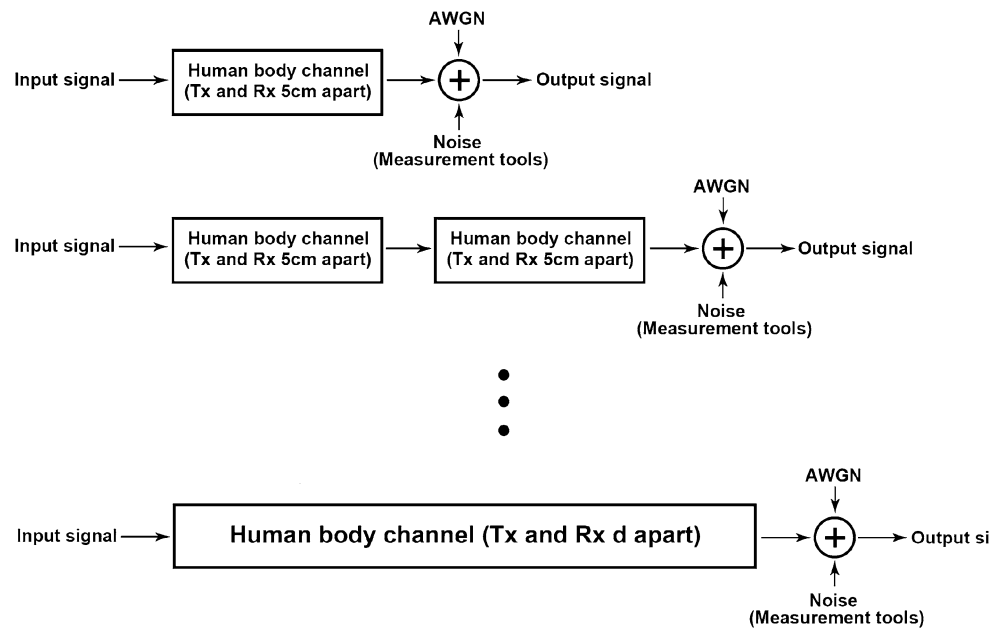 AWGN
Input signal
Human body channel
(Tx and Rx 5cm apart)
+
Output signal
Noise
(Measurement tools)
AWGN
Input signal
Human body channel
(Tx and Rx 5cm apart)
Human body channel
(Tx and Rx 5cm apart)
+
Output signal
Noise
(Measurement tools)
AWGN
Input signal
Human body channel (Tx and Rx d apart)
+
Output si
Noise
(Measurement tools)